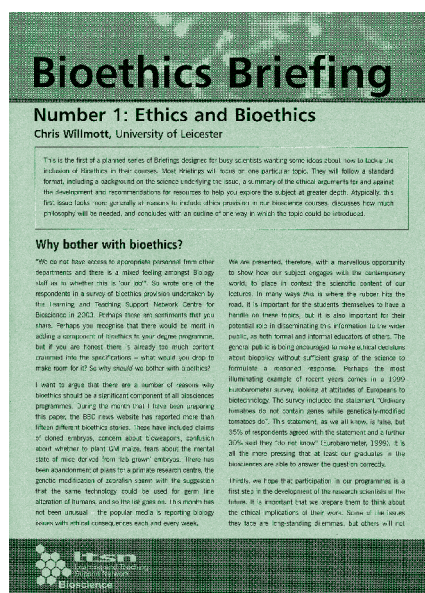 Bioethics Briefing
Number 1: Ethics and Bioethics
Chris Willmott, University of Leicester
This is the first of a planned series of Briefings designed for busy scientists wanting some ideas about how to tackle the
inclusion of Bioethics in their courses. Most Briefings will focus on one particular topic. They will follow a standard
format, including a background on the science underlying the issue, a summary of the ethical arguments for and against
the development and recommendations for resources to help you explore the subject at greater depth. Atypically, this
first issue looks more generally at reasons to include ethics provision in our bioscience courses, discusses how much
philosophy will be needed, and concludes with an outline of one way in which the topic could be introduced.
Why bother with bioethics?
"We do not have access to appropriate personnel from other
departments and there is a mixed feeling amongst Biology
staff as to whether this is 'our job'". So wrote one of the
respondents in a survey of bioethics provision undertaken by
the Learning and Teaching Support Network Centre for
Bioscience in 2003. Perhaps these are sentiments that you
share. Perhaps you recognise that there would be merit in
adding a component of bioethics to your degree programme,
but if you are honest there is already too much content
crammed into the specifications – what would you drop to
make room for it? So why should we bother with bioethics?
I want to argue that there are a number of reasons why
bioethics should be a significant component of all biosciences
programmes. During the month that I have been preparing
this paper, the BBC news website has reported more than
fifteen different bioethics stories. These have included claims
of cloned embryos, concern about bioweapons, confusion
about whether to plant GM maize, fears about the mental
state of mice derived from 'lab grown' embryos. There has
been abandonment of plans for a primate research centre, the
genetic modification of zebrafish sperm with the suggestion
that the same technology could be used for germ line
alteration of humans, and so the list goes on. This month has
not been unusual – the popular media is reporting biology
issues with ethical consequences each and every week.
We are presented, therefore, with a marvellous opportunity
to show how our subject engages with the contemporary
world, to place in context the scientific content of our
lectures. In many ways this is where the rubber hits the
road. It is important for the students themselves to have a
handle on these topics, but it is also important for their
potential role in disseminating this information to the wider
public, as both formal and informal educators of others. The
general public is being encouraged to make ethical decisions
about biopolicy without sufficient grasp of the science to
formulate a reasoned response. Perhaps the most
illuminating example of recent years comes in a 1999
Eurobarometer survey, looking at attitudes of Europeans to
biotechnology. The survey included the statement "Ordinary
tomatoes do not contain genes while genetically-modified
tomatoes do". This statement, as we all know, is false, but
35% of respondents agreed with the statement and a further
30% said they "do not know" (Eurobarometer, 1999). It is
all the more pressing that at least our graduates in the
biosciences are able to answer the question correctly.
Thirdly, we hope that participation in our programmes is a
first step in the development of the research scientists of the
future. It is important that we prepare them to think about
the ethical implications of their work. Some of the issues
they face are long-standing dilemmas, but others will not
ltsn
Learning and Teaching
Support Network
Bioscience